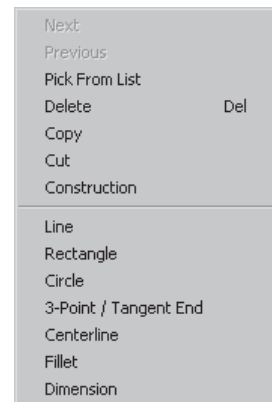 Next
Previous
Pick From List
Delete Del
Copy
Cut
Construction
Line
Rectangle
Circle
3-Point / Tangent End
Centerline
Fillet
Dimension